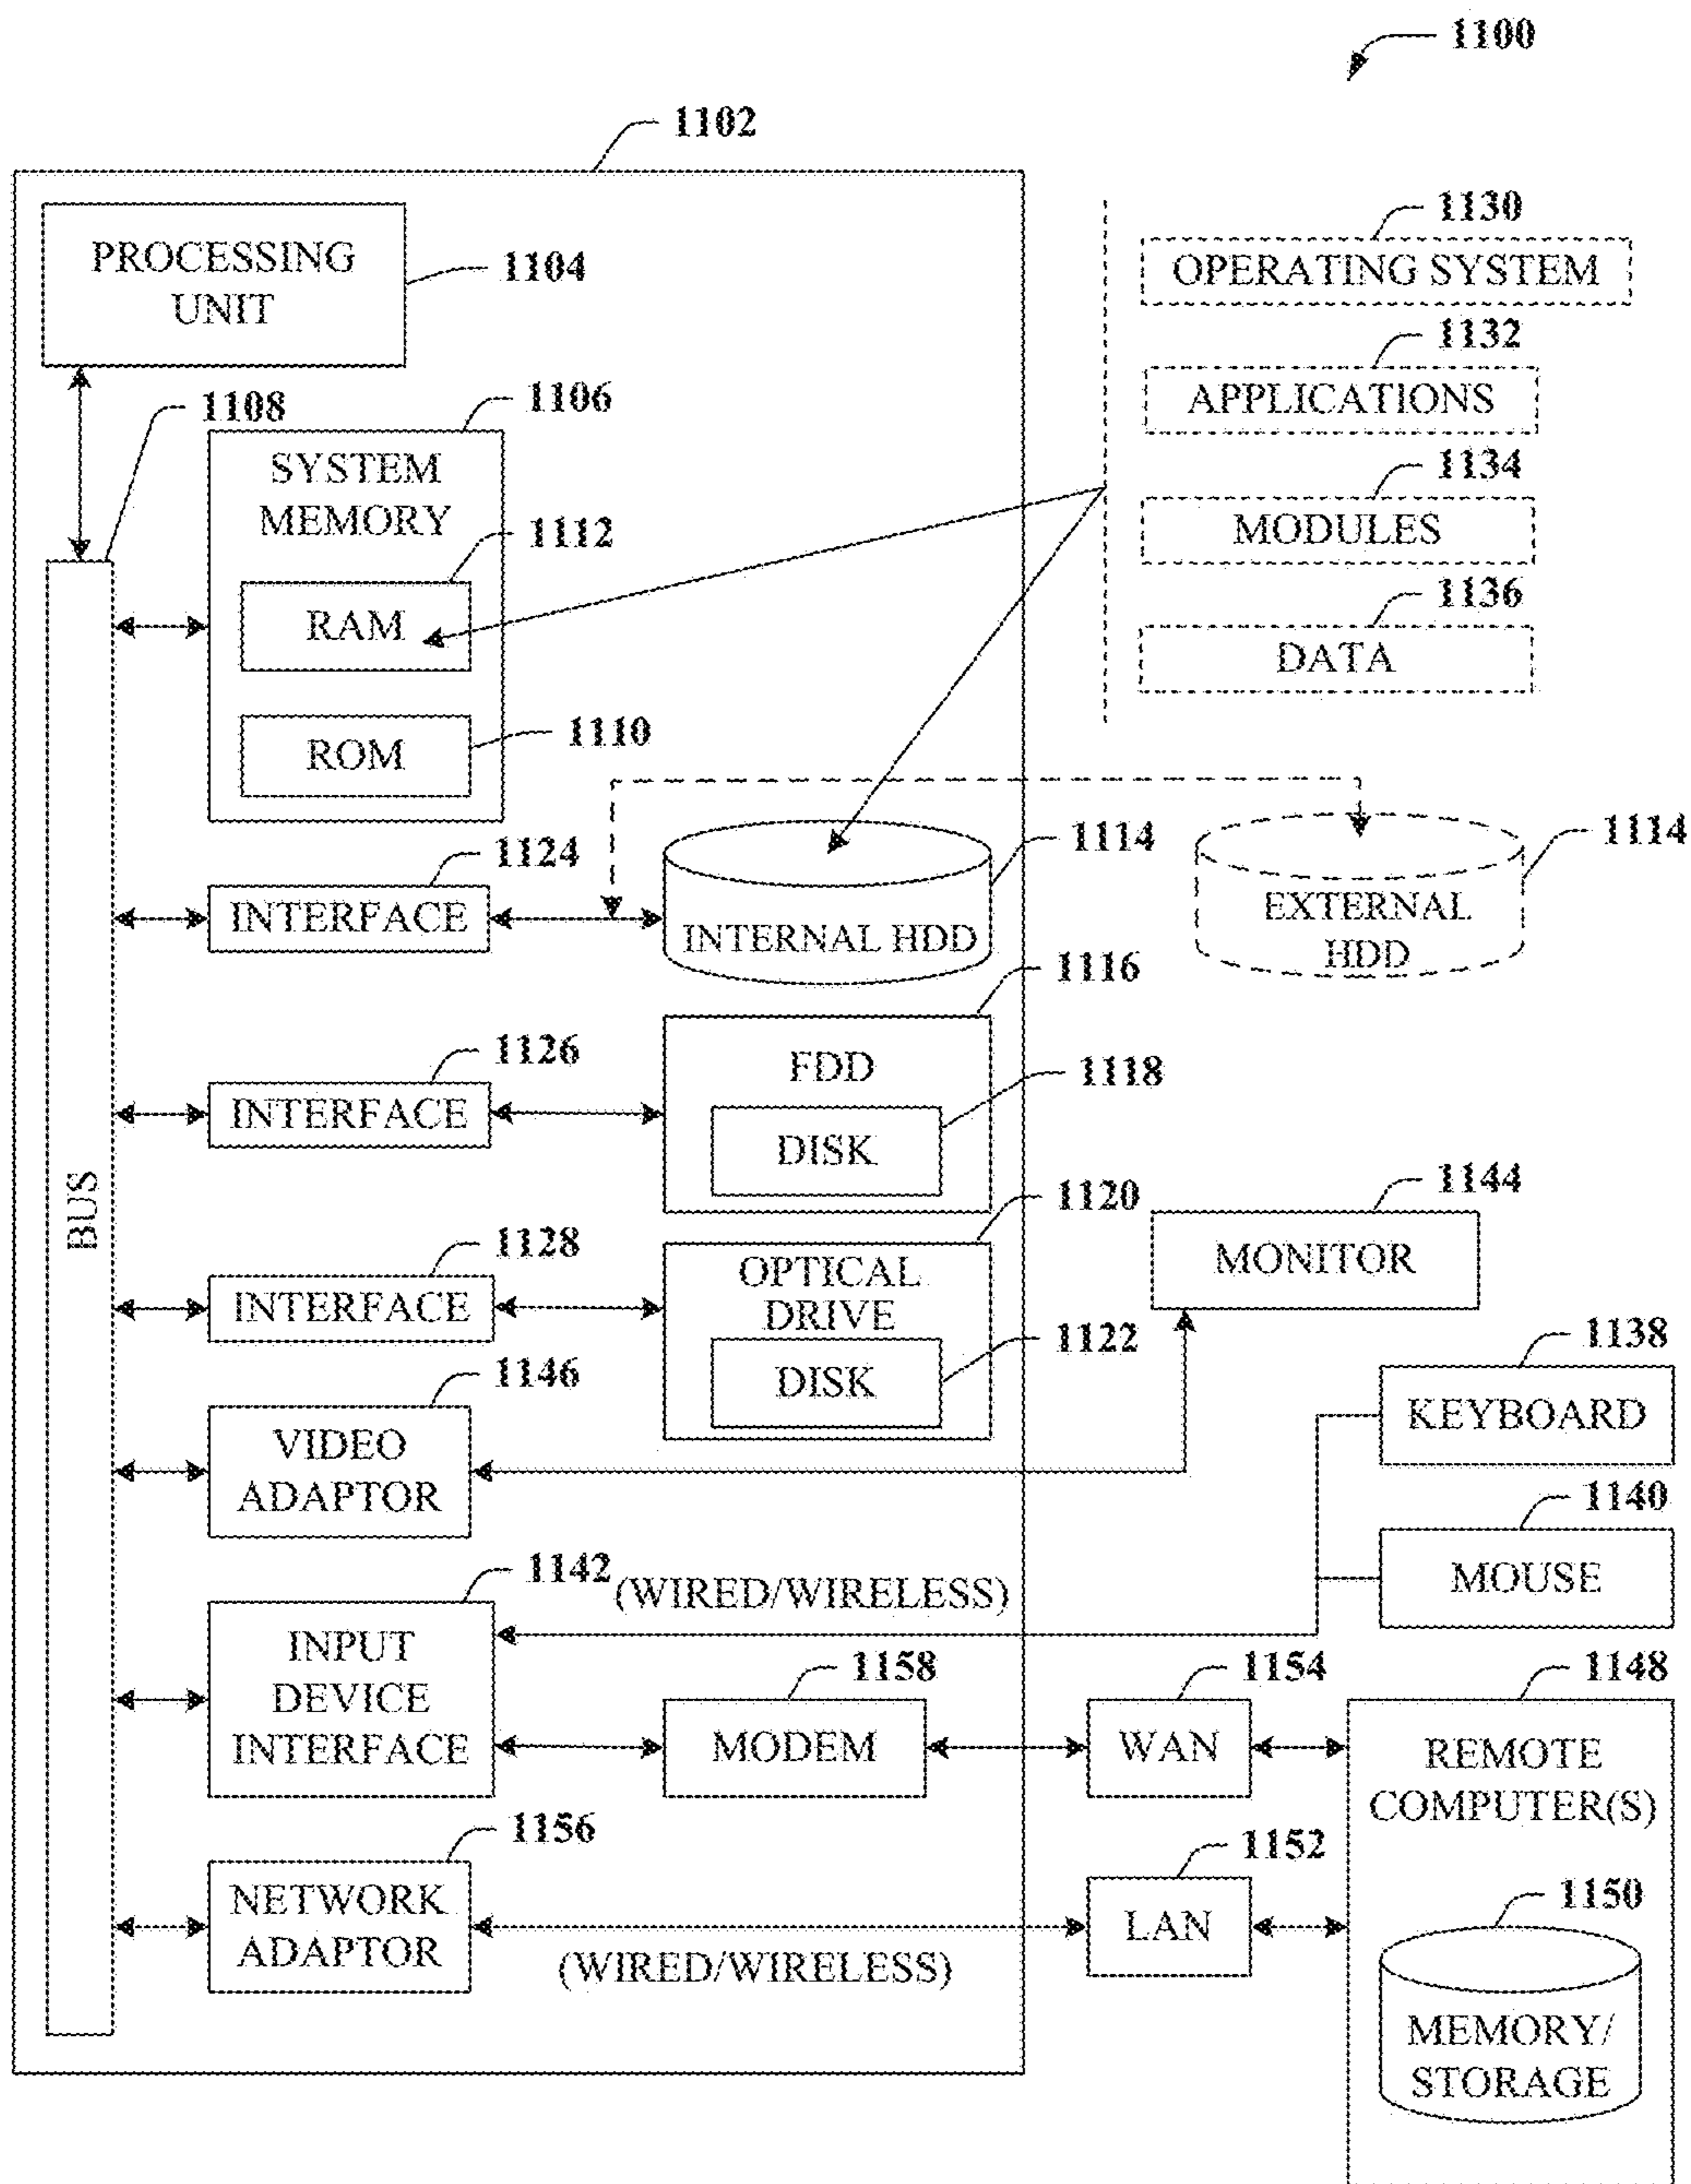 1100
1102
PROCESSING
UNIT
1104
1108
1106
SYSTEM
MEMORY
1112
RAM
ROM
1110
1130
OPERATING SYSTEM
1132
APPLICATIONS
1134
MODULES
1136
DATA
BUS
1124
INTERFACE
INTERNAL HDD
1114
EXTERNAL
HDD
1114
1126
INTERFACE
1116
FDD
1118
DISK
1128
INTERFACE
1120
OPTICAL
DRIVE
1122
DISK
1144
MONITOR
1146
VIDEO
ADAPTOR
1138
KEYBOARD
1140
MOUSE
1142
(WIRED/WIRELESS)
INPUT
DEVICE
INTERFACE
1158
MODEM
1154
WAN
1148
REMOTE
COMPUTER(S)
1156
NETWORK
ADAPTOR
(WIRED/WIRELESS)
1152
LAN
1150
MEMORY/
STORAGE